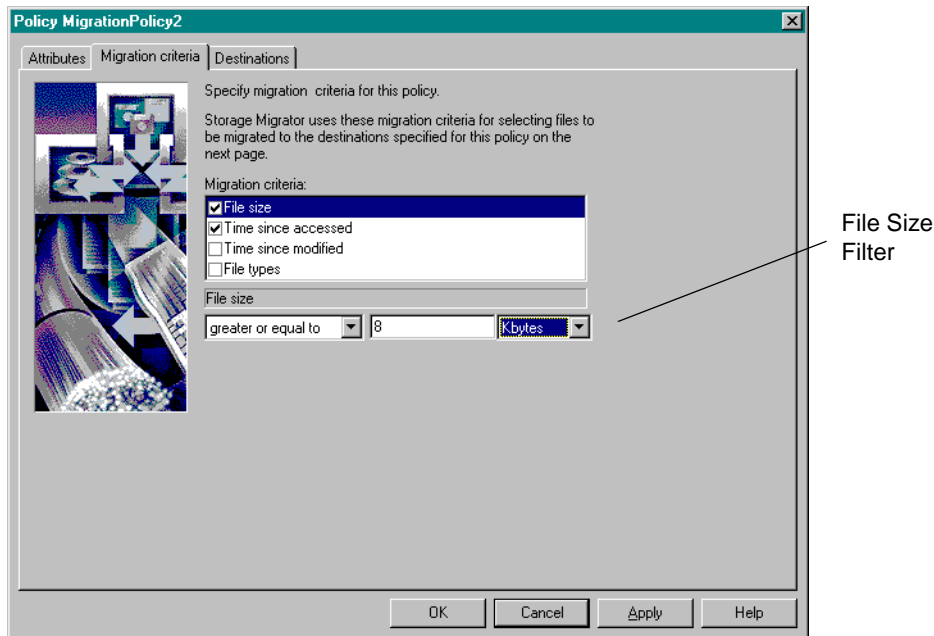 Policy MigrationPolicy2
Attributes
Migration criteria
Destinations
Specify migration criteria for this policy.
Storage Migrator uses these migration criteria for selecting files to
be migrated to the destinations specified for this policy on the
next page.
Migration criteria:
File size
Time since accessed
Time since modified
File types
File size
greater or equal to
8
Kbytes
File Size
Filter
OK
Cancel
Apply
Help